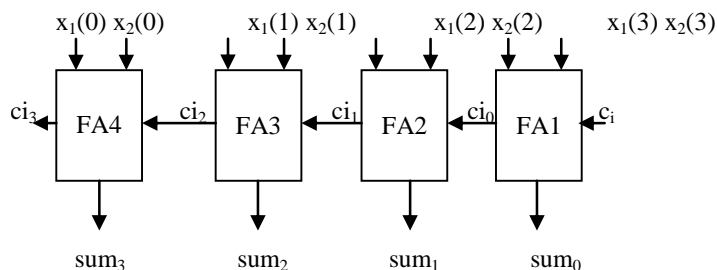 x₁(0) x₂(0) x₁(1) x₂(1) x₁(2) x₂(2) x₁(3) x₂(3)
ci₃ FA4 ci₂ FA3 ci₁ FA2 ci₀ FA1 cᵢ
sum₃ sum₂ sum₁ sum₀